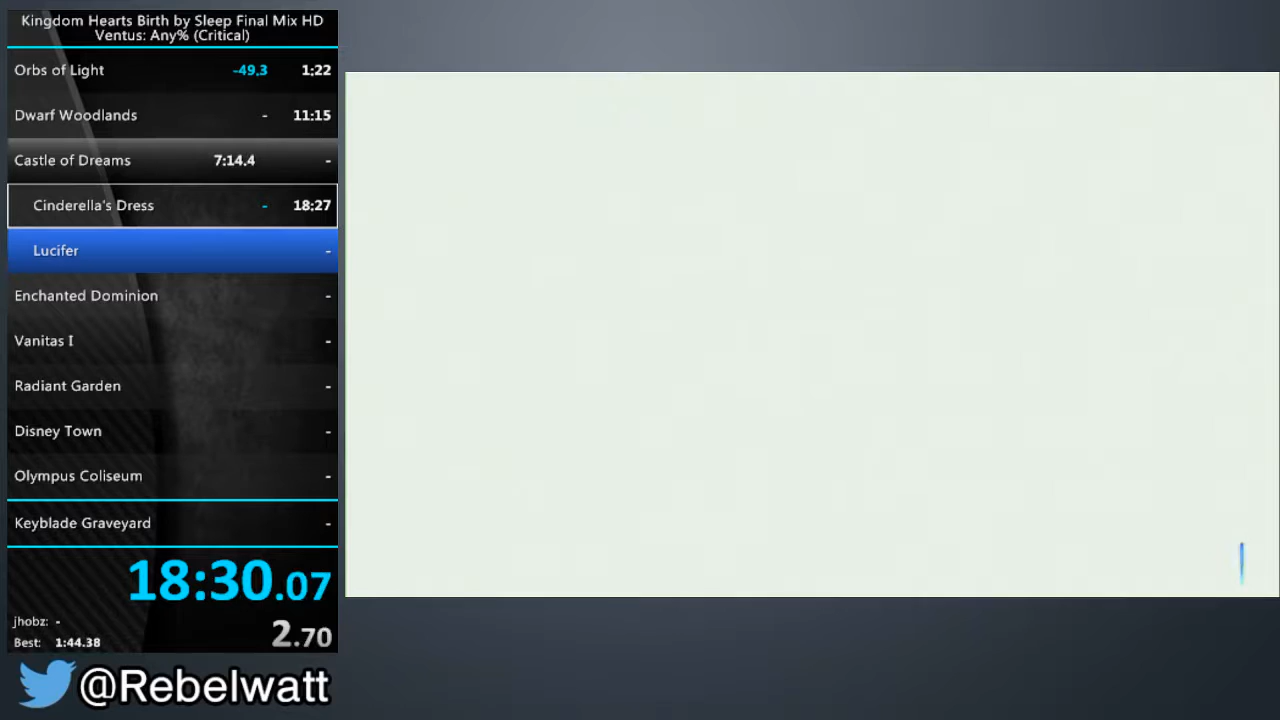 Kingdom Hearts Birth by Sleep Final Mix HD
Ventus: Any% (Critical)
Orbs of Light -49.3 1:22
Dwarf Woodlands - 11:15
Castle of Dreams 7:14.4 -
Cinderella's Dress - 18:27
Lucifer -
Enchanted Dominion -
Vanitas I -
Radiant Garden -
Disney Town -
Olympus Coliseum -
Keyblade Graveyard -
18:30.07
jhobz: -
2.70
Best: 1:44.38
@Rebelwatt